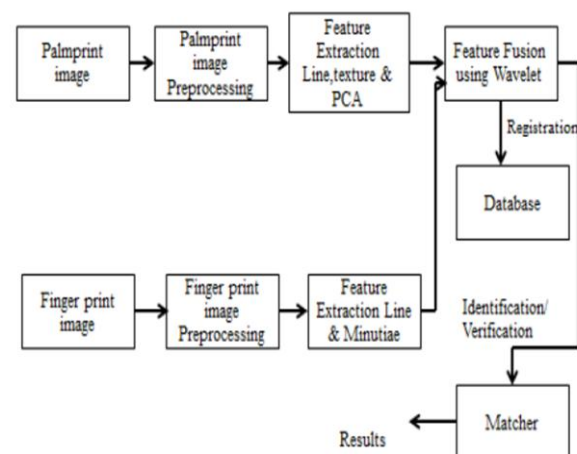 Palmprint
image
Palmprint
image
Preprocessing
Feature
Extraction
Line,texture &
PCA
Feature Fusion
using Wavelet
Registration
Database
Finger print
image
Finger print
image
Preprocessing
Feature
Extraction Line
& Minutiae
Identification/
Verification
Matcher
Results